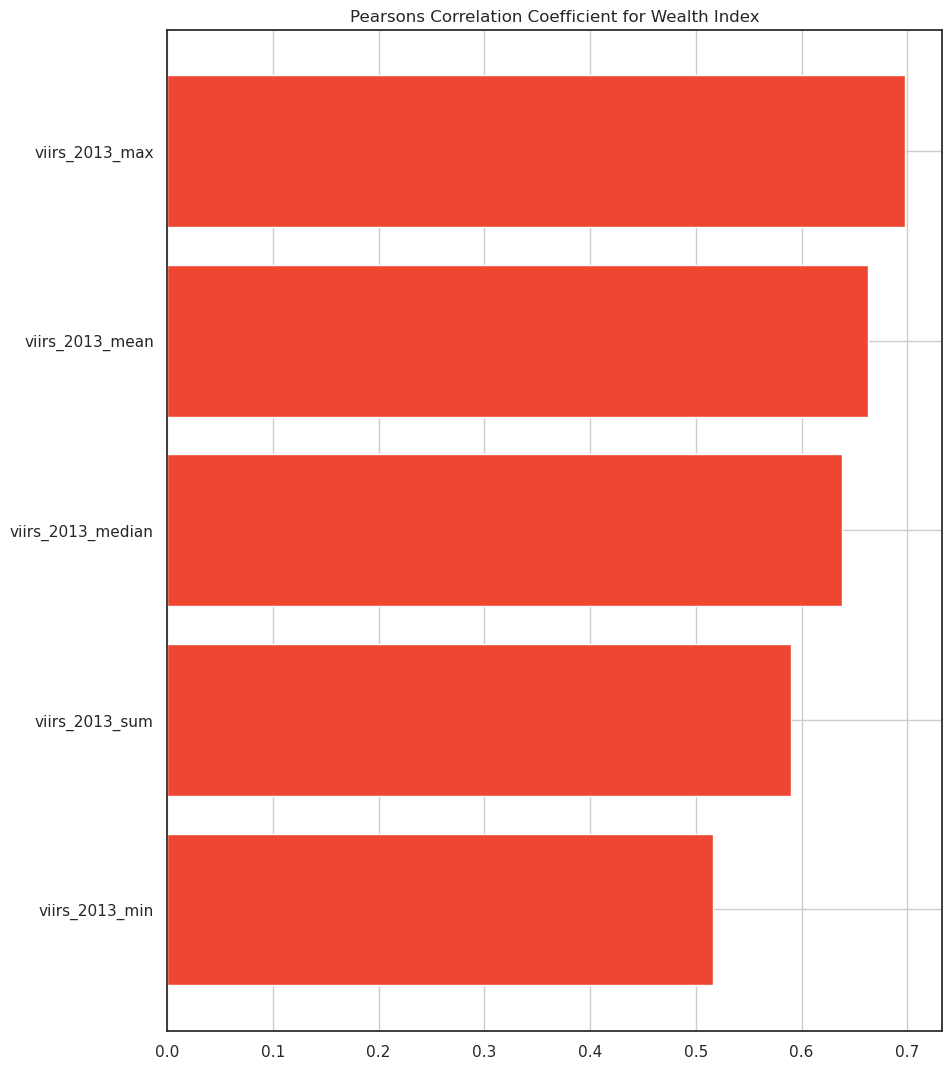 Pearsons Correlation Coefficient for Wealth Index
viirs_2013_max
viirs_2013_mean
viirs_2013_median
viirs_2013_sum
viirs_2013_min
0.0 0.1 0.2 0.3 0.4 0.5 0.6 0.7